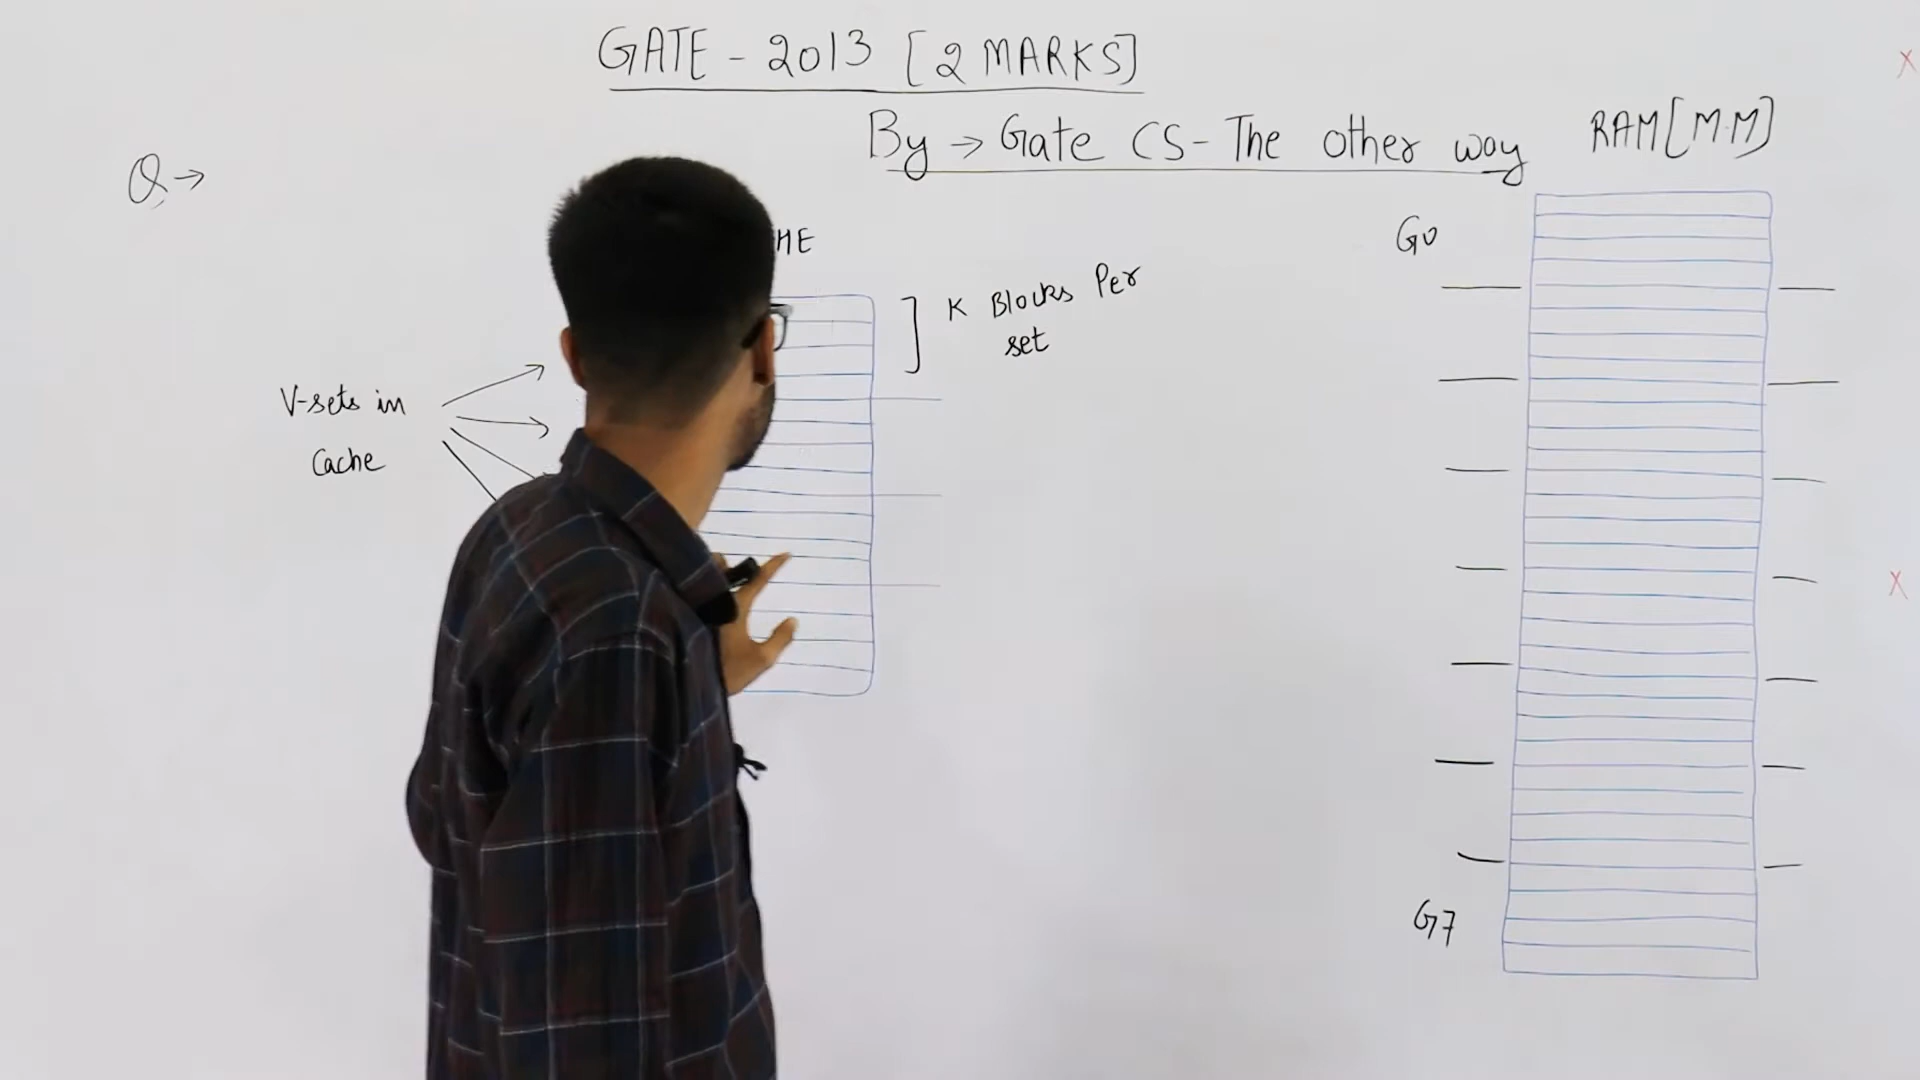 GATE - 2013 [2 MARKS]
By → Gate CS - The other way
RAM[M.M]
Q →
HE
K Blocks Per
set
V-sets in
Cache
G0
G7
X
X